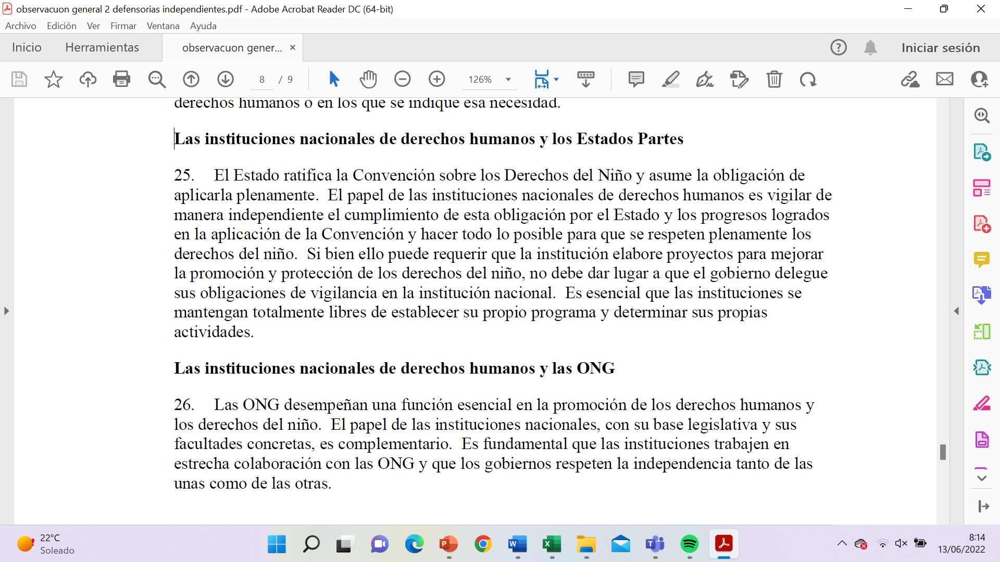 observacuon general 2 defensorias independientes.pdf - Adobe Acrobat Reader DC (64-bit)
Archivo Edición Ver Firmar Ventana Ayuda
Inicio Herramientas observacuon gener... × Iniciar sesión
8 / 9 126%
derechos humanos o en los que se indique esa necesidad.
Las instituciones nacionales de derechos humanos y los Estados Partes
25. El Estado ratifica la Convención sobre los Derechos del Niño y asume la obligación de
aplicarla plenamente. El papel de las instituciones nacionales de derechos humanos es vigilar de
manera independiente el cumplimiento de esta obligación por el Estado y los progresos logrados
en la aplicación de la Convención y hacer todo lo posible para que se respeten plenamente los
derechos del niño. Si bien ello puede requerir que la institución elabore proyectos para mejorar
la promoción y protección de los derechos del niño, no debe dar lugar a que el gobierno delegue
sus obligaciones de vigilancia en la institución nacional. Es esencial que las instituciones se
mantengan totalmente libres de establecer su propio programa y determinar sus propias
actividades.
Las instituciones nacionales de derechos humanos y las ONG
26. Las ONG desempeñan una función esencial en la promoción de los derechos humanos y
los derechos del niño. El papel de las instituciones nacionales, con su base legislativa y sus
facultades concretas, es complementario. Es fundamental que las instituciones trabajen en
estrecha colaboración con las ONG y que los gobiernos respeten la independencia tanto de las
unas como de las otras.
22°C
Soleado
8:14
13/06/2022